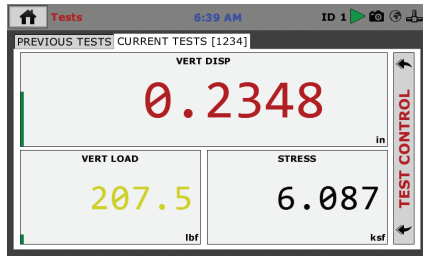 Tests 6:39 AM ID 1
PREVIOUS TESTS CURRENT TESTS [1234]
VERT DISP
0.2348
in
TEST CONTROL
VERT LOAD
207.5
lbf
STRESS
6.087
ksf